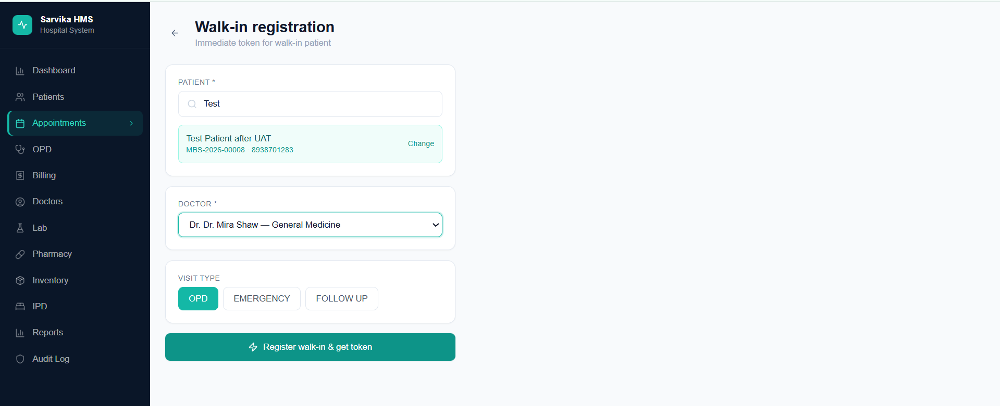 Sarvika HMS
Hospital System
Dashboard
Patients
Appointments
OPD
Billing
Doctors
Lab
Pharmacy
Inventory
IPD
Reports
Audit Log
Walk-in registration
Immediate token for walk-in patient
PATIENT *
Test
Test Patient after UAT
MBS-2026-00008 · 8938701283
Change
DOCTOR *
Dr. Dr. Mira Shaw — General Medicine
VISIT TYPE
OPD EMERGENCY FOLLOW UP
Register walk-in & get token